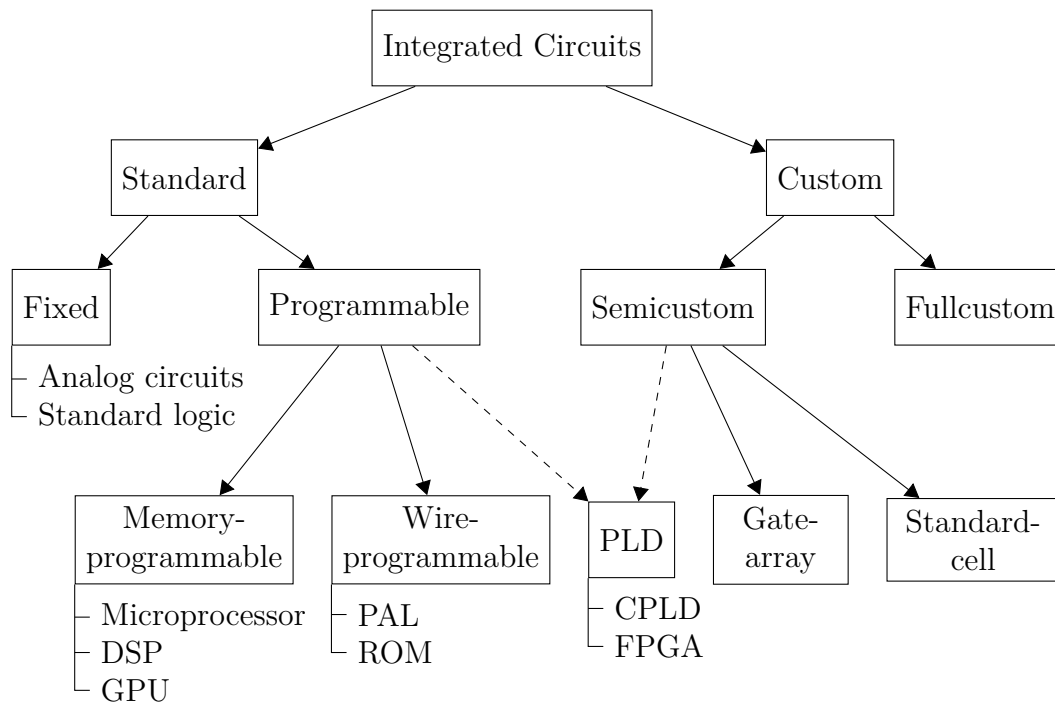 Integrated Circuits
Standard
Custom
Fixed
Programmable
Semicustom
Fullcustom
Analog circuits
Standard logic
Memory-
programmable
Wire-
programmable
PLD
Gate-
array
Standard-
cell
Microprocessor
DSP
GPU
PAL
ROM
CPLD
FPGA